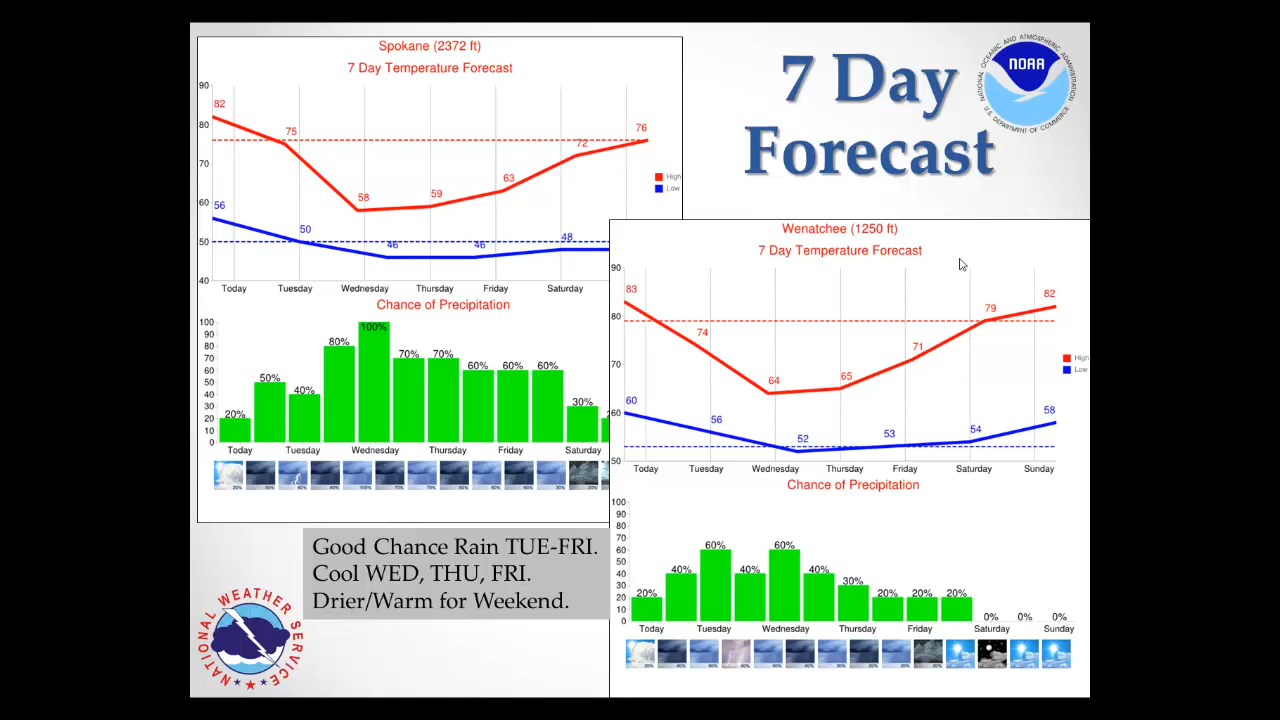 Spokane (2372 ft)
7 Day Temperature Forecast
90
80
70
60
50
40
82
75
58
59
63
72
76
56
50
46
46
48
High
Low
Today Tuesday Wednesday Thursday Friday Saturday
Chance of Precipitation
100
90
80
70
60
50
40
30
20
10
0
20% 50% 40% 80% 100% 70% 70% 60% 60% 60% 30%
Today Tuesday Wednesday Thursday Friday Saturday
7 Day
Forecast
NATIONAL OCEANIC AND ATMOSPHERIC ADMINISTRATION
NOAA
U.S. DEPARTMENT OF COMMERCE
Wenatchee (1250 ft)
7 Day Temperature Forecast
90
80
70
60
50
83
74
64
65
71
79
82
60
56
52
53
54
58
High
Low
Today Tuesday Wednesday Thursday Friday Saturday Sunday
Chance of Precipitation
100
90
80
70
60
50
40
30
20
10
0
20% 40% 60% 40% 60% 40% 30% 20% 20% 20% 0% 0% 0%
Today Tuesday Wednesday Thursday Friday Saturday Sunday
Good Chance Rain TUE-FRI.
Cool WED, THU, FRI.
Drier/Warm for Weekend.
NATIONAL WEATHER SERVICE